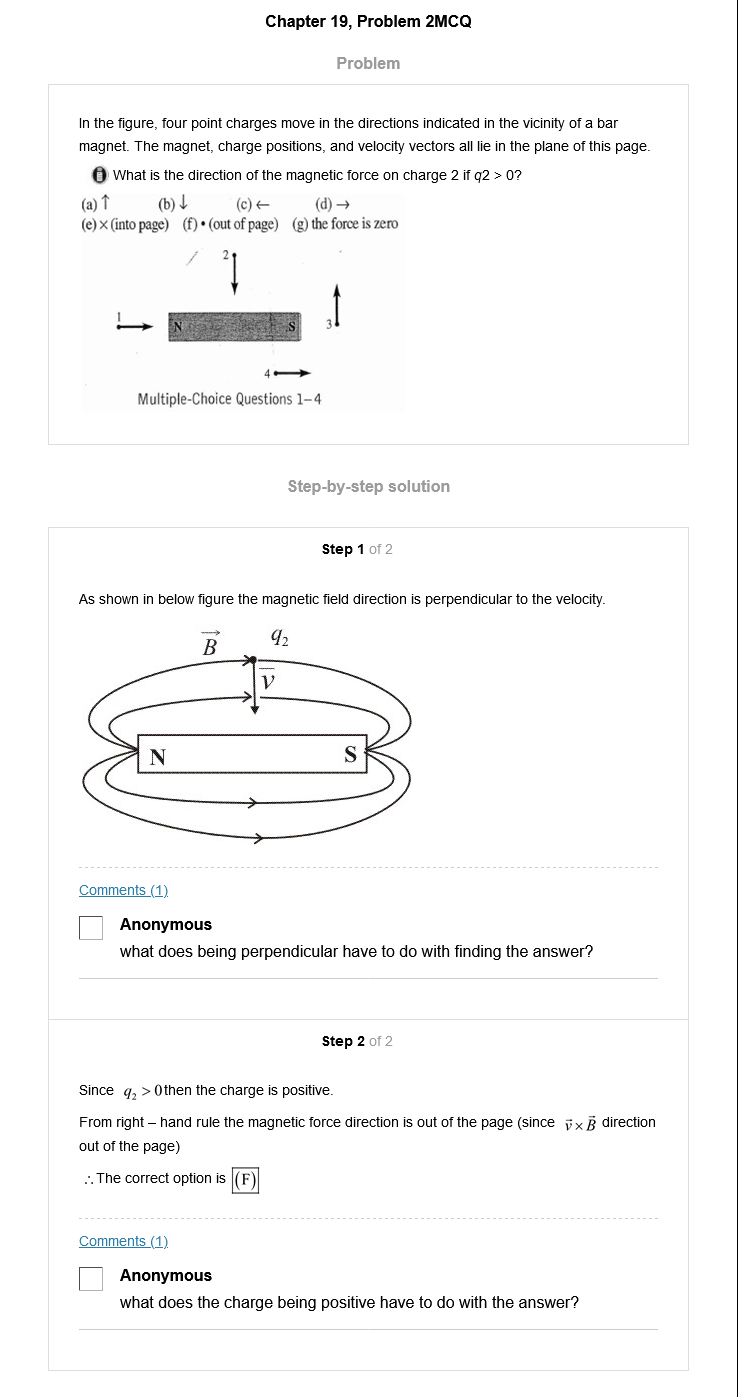 Chapter 19, Problem 2MCQ
Problem
In the figure, four point charges move in the directions indicated in the vicinity of a bar
magnet. The magnet, charge positions, and velocity vectors all lie in the plane of this page.
What is the direction of the magnetic force on charge 2 if q2 > 0?
(a) ↑ (b) ↓ (c) ← (d) →
(e) × (into page) (f) • (out of page) (g) the force is zero
2
1
N S
3
4
Multiple-Choice Questions 1–4
Step-by-step solution
Step 1 of 2
As shown in below figure the magnetic field direction is perpendicular to the velocity.
B⃗ q₂
V̅
N S
Comments (1)
Anonymous
what does being perpendicular have to do with finding the answer?
Step 2 of 2
Since q₂ > 0 then the charge is positive.
From right – hand rule the magnetic force direction is out of the page (since v⃗ × B⃗ direction
out of the page)
∴ The correct option is (F)
Comments (1)
Anonymous
what does the charge being positive have to do with the answer?